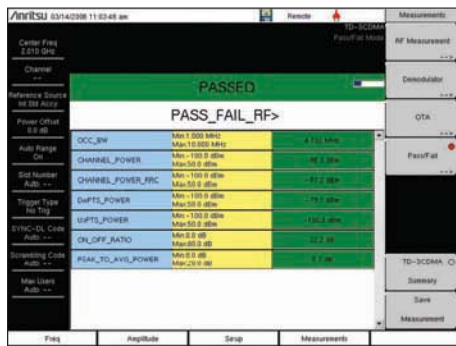 Anritsu 03/14/2008 11:03:48 am
Remote
Measurements
TD-SCDMA
Pass/Fail Mode
Center Freq
2.010 GHz
Channel
--
Reference Source
Int Std Accy
Power Offset
0.0 dB
Auto Range
On
Slot Number
Auto --
Trigger Type
No Trig
SYNC-DL Code
Auto --
Scrambling Code
Auto --
Max Users
Auto --
PASSED
PASS_FAIL_RF>
OCC_BW
Min:1.000 MHz
Max:10.000 MHz
CHANNEL_POWER
Min:-100.0 dBm
Max:50.0 dBm
CHANNEL_POWER_RRC
Min:-100.0 dBm
Max:50.0 dBm
DwPTS_POWER
Min:-100.0 dBm
Max:50.0 dBm
UpPTS_POWER
Min:-100.0 dBm
Max:50.0 dBm
ON_OFF_RATIO
Min:0.0 dB
Max:80.0 dB
PEAK_TO_AVG_POWER
Min:0.0 dB
RF Measurement
-->
Demodulator
-->
OTA
-->
Pass/Fail
-->
TD-SCDMA
Summary
Save
Measurement
Freq
Amplitude
Setup
Measurements